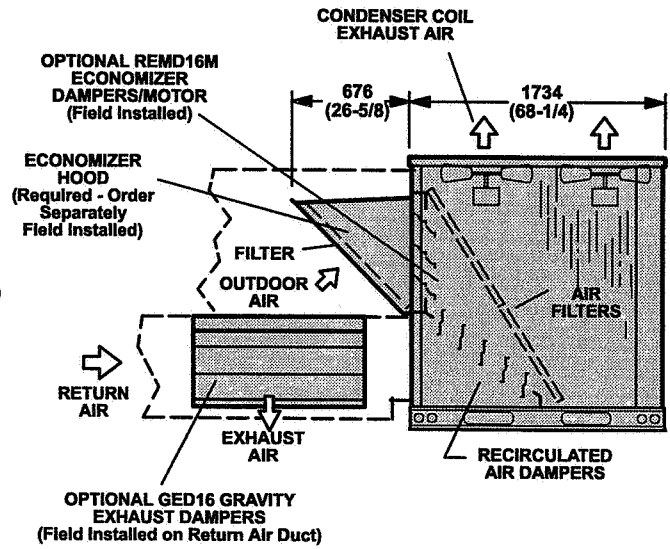 CONDENSER COIL
EXHAUST AIR
OPTIONAL REMD16M
ECONOMIZER
DAMPERS/MOTOR
(Field Installed)
676
(26-5/8)
1734
(68-1/4)
ECONOMIZER
HOOD
(Required - Order
Separately
Field Installed)
FILTER
OUTDOOR
AIR
AIR
FILTERS
RETURN
AIR
EXHAUST
AIR
RECIRCULATED
AIR DAMPERS
OPTIONAL GED16 GRAVITY
EXHAUST DAMPERS
(Field Installed on Return Air Duct)